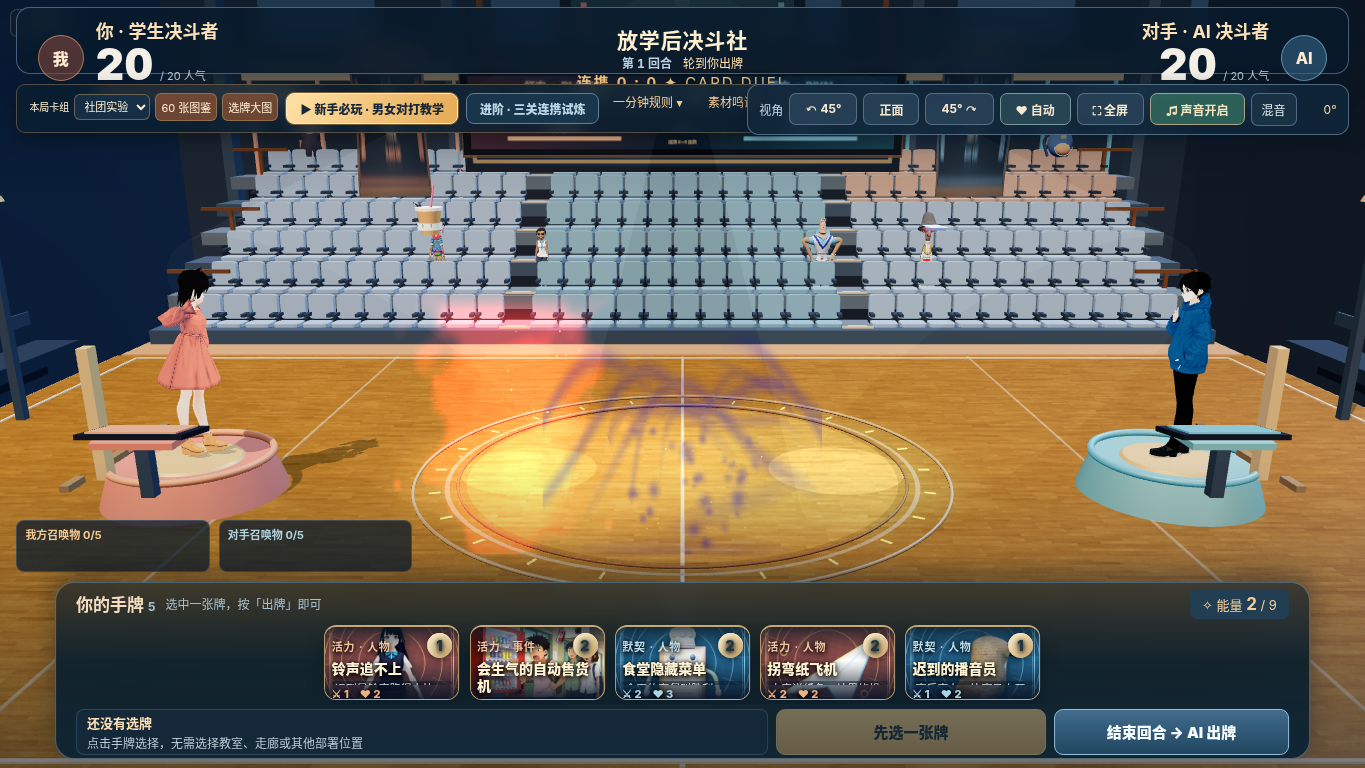 我
你 · 学生决斗者
20 / 20 人气
放学后决斗社
第 1 回合 轮到你出牌
连携 0 : 0 ✦ CARD DUEL
对手 · AI 决斗者
20 / 20 人气
AI
本局卡组
社团实验
60 张图鉴
选牌大图
▶ 新手必玩 · 男女对打教学
进阶 · 三关连携试炼
一分钟规则 ▾
素材鸣
视角
↶ 45°
正面
45° ↷
♥ 自动
⛶ 全屏
♫ 声音开启
混音
0°
我方召唤物 0/5
对手召唤物 0/5
你的手牌 5 选中一张牌，按「出牌」即可
✧ 能量 2 / 9
活力 · 人物 1
铃声追不上
⚔1 ♥2
活力 · 事件 2
会生气的自动售货
机
默契 · 人物 2
食堂隐藏菜单
⚔2 ♥3
活力 · 人物 2
拐弯纸飞机
⚔2 ♥2
默契 · 人物 1
迟到的播音员
⚔1 ♥2
还没有选牌
点击手牌选择，无需选择教室、走廊或其他部署位置
先选一张牌
结束回合 → AI 出牌